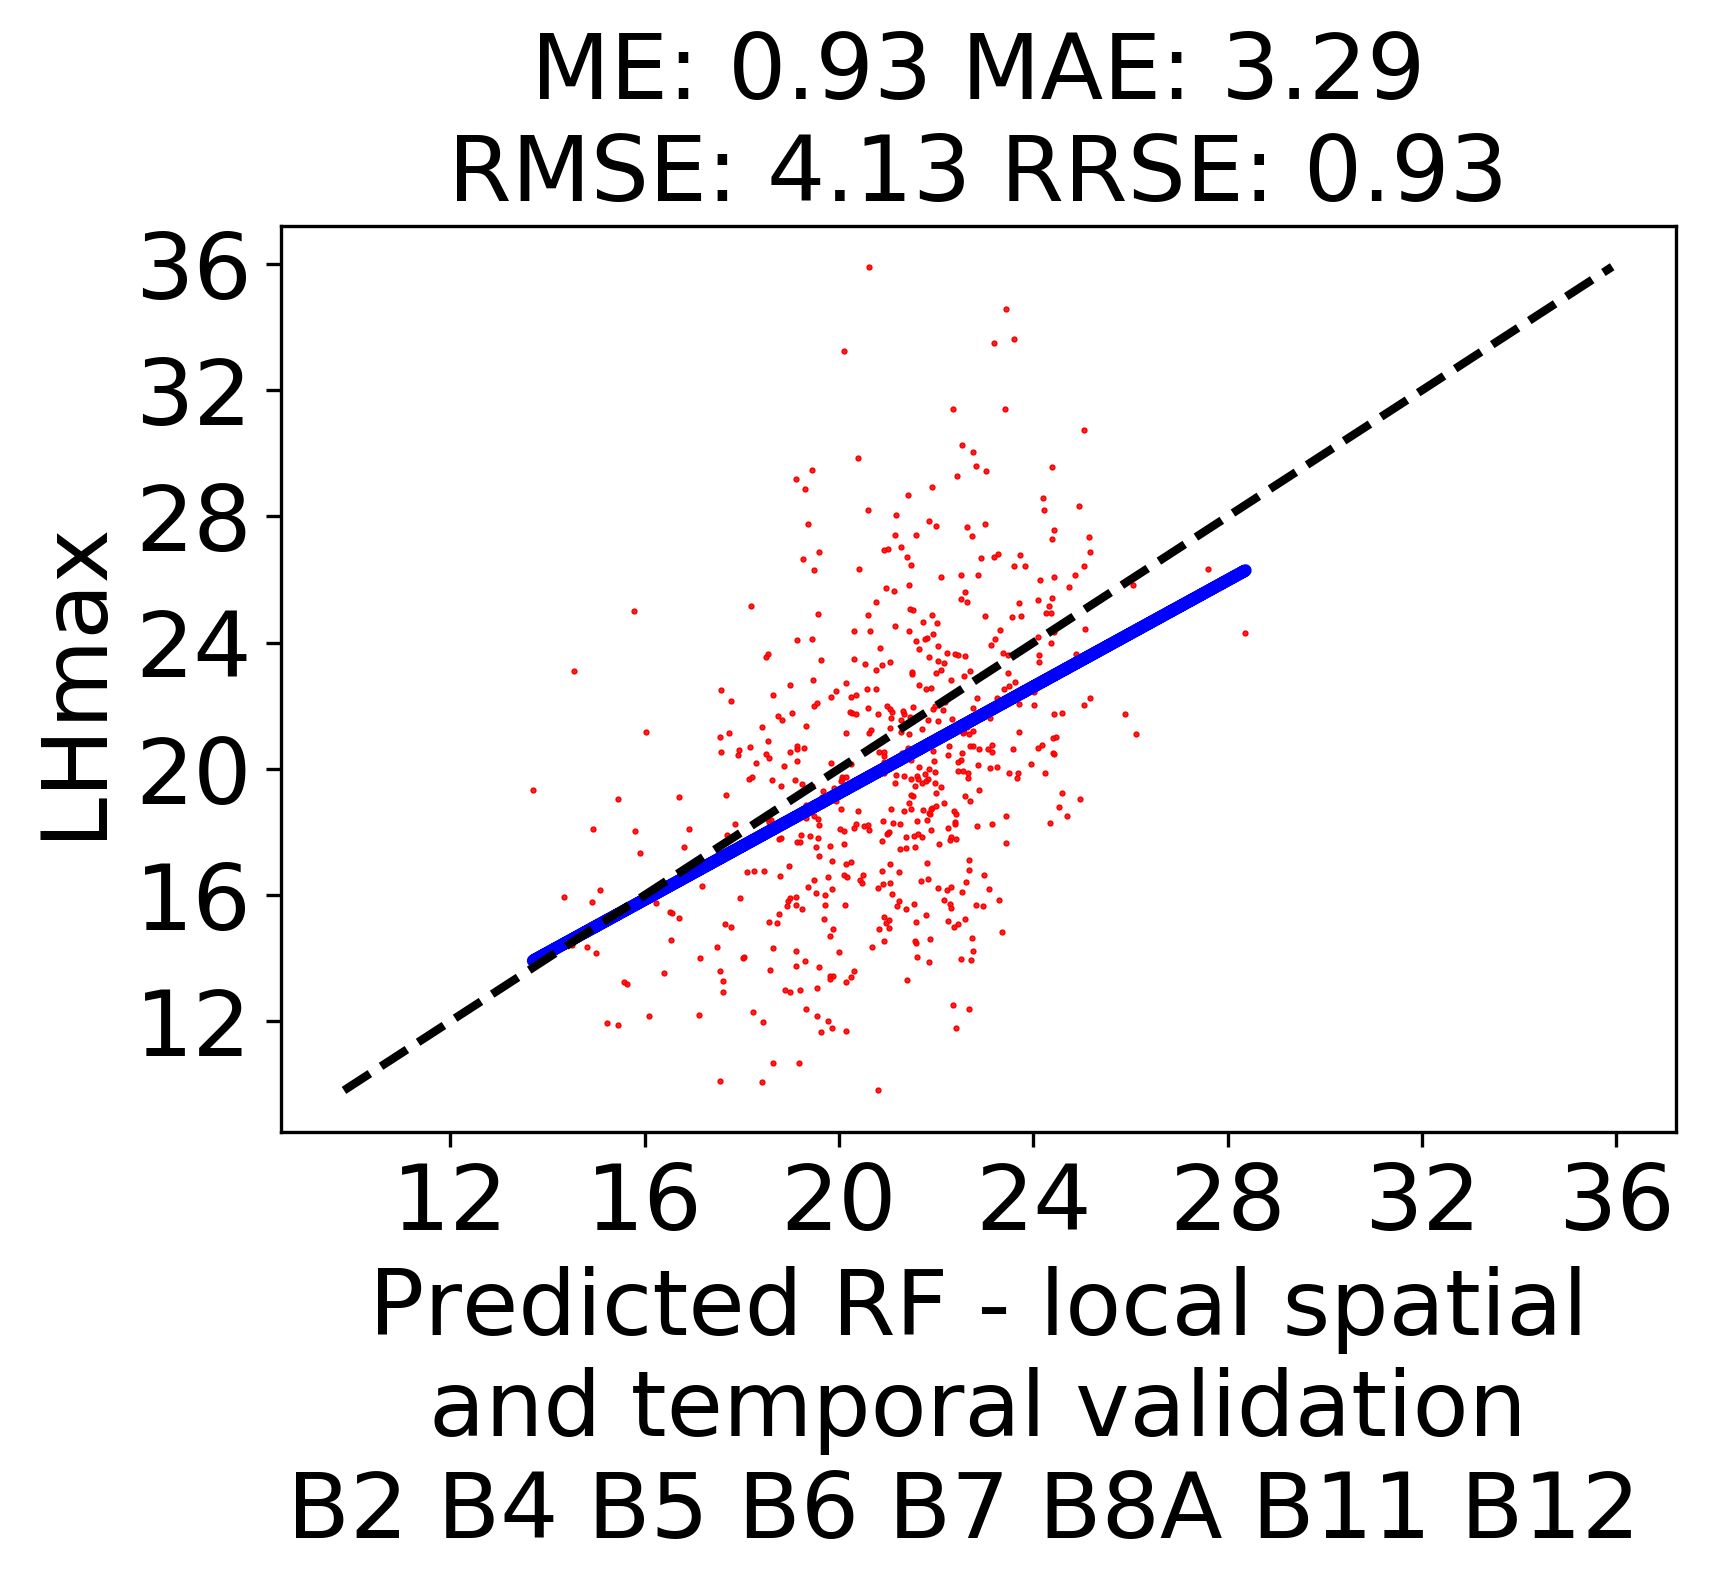 ME: 0.93 MAE: 3.29
RMSE: 4.13 RRSE: 0.93
36
32
28
24
20
16
12
LHmax
12 16 20 24 28 32 36
Predicted RF - local spatial
and temporal validation
B2 B4 B5 B6 B7 B8A B11 B12